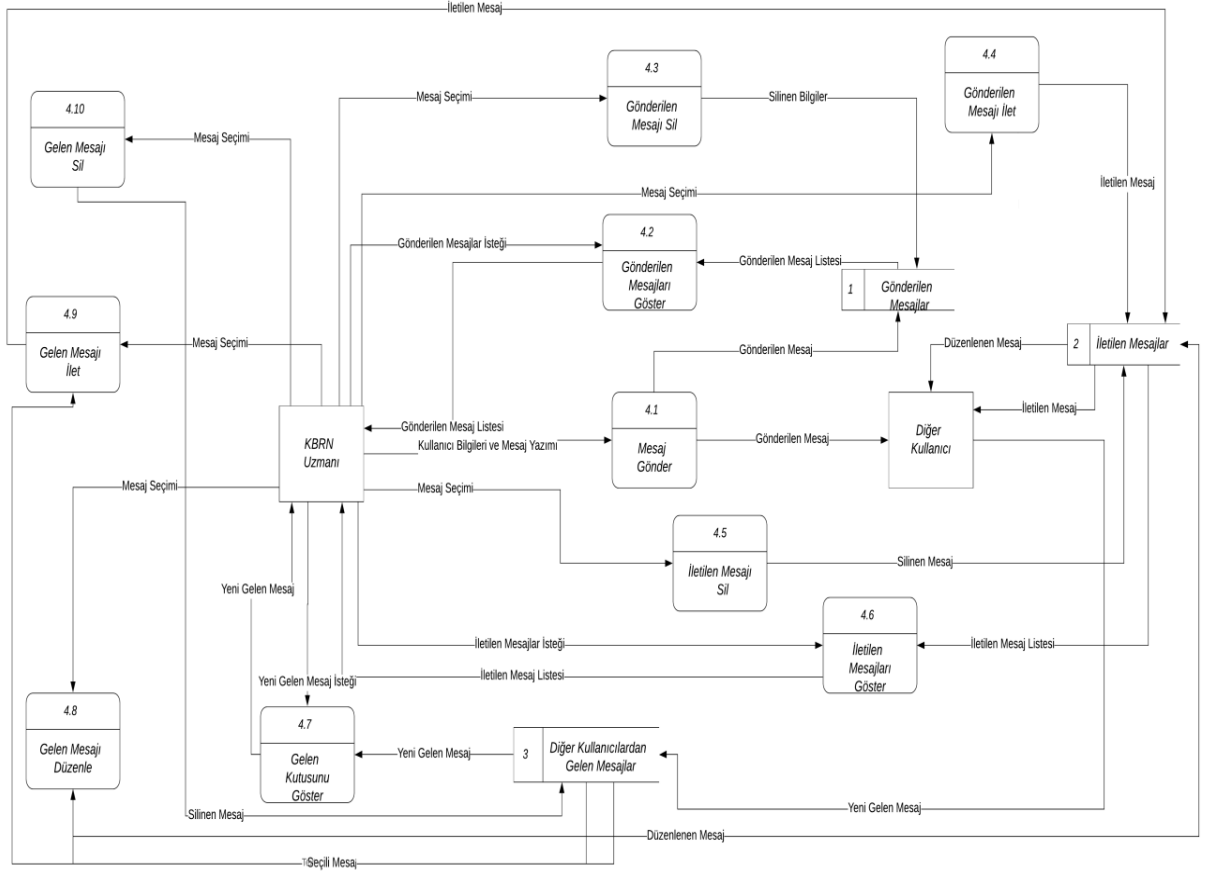 İletilen Mesaj
4.3
Gönderilen
Mesajı Sil
4.4
Gönderilen
Mesajı İlet
4.10
Gelen Mesajı
Sil
Mesaj Seçimi
Silinen Bilgiler
Mesaj Seçimi
İletilen Mesaj
Mesaj Seçimi
4.2
Gönderilen
Mesajları
Göster
Gönderilen Mesajlar İsteği
Gönderilen Mesaj Listesi
1
Gönderilen
Mesajlar
4.9
Gelen Mesajı
İlet
Mesaj Seçimi
Gönderilen Mesaj
Düzenlenen Mesaj
2
İletilen Mesajlar
KBRN
Uzmanı
Gönderilen Mesaj Listesi
Kullanıcı Bilgileri ve Mesaj Yazımı
4.1
Mesaj
Gönder
Gönderilen Mesaj
Diğer
Kullanıcı
İletilen Mesaj
Mesaj Seçimi
Mesaj Seçimi
4.5
İletilen Mesajı
Sil
Silinen Mesaj
Yeni Gelen Mesaj
4.6
İletilen
Mesajları
Göster
İletilen Mesajlar İsteği
İletilen Mesaj Listesi
Yeni Gelen Mesaj İsteği
İletilen Mesaj Listesi
4.8
Gelen Mesajı
Düzenle
4.7
Gelen
Kutusunu
Göster
Yeni Gelen Mesaj
3
Diğer Kullanıcılardan
Gelen Mesajlar
Silinen Mesaj
Yeni Gelen Mesaj
Düzenlenen Mesaj
Seçili Mesaj